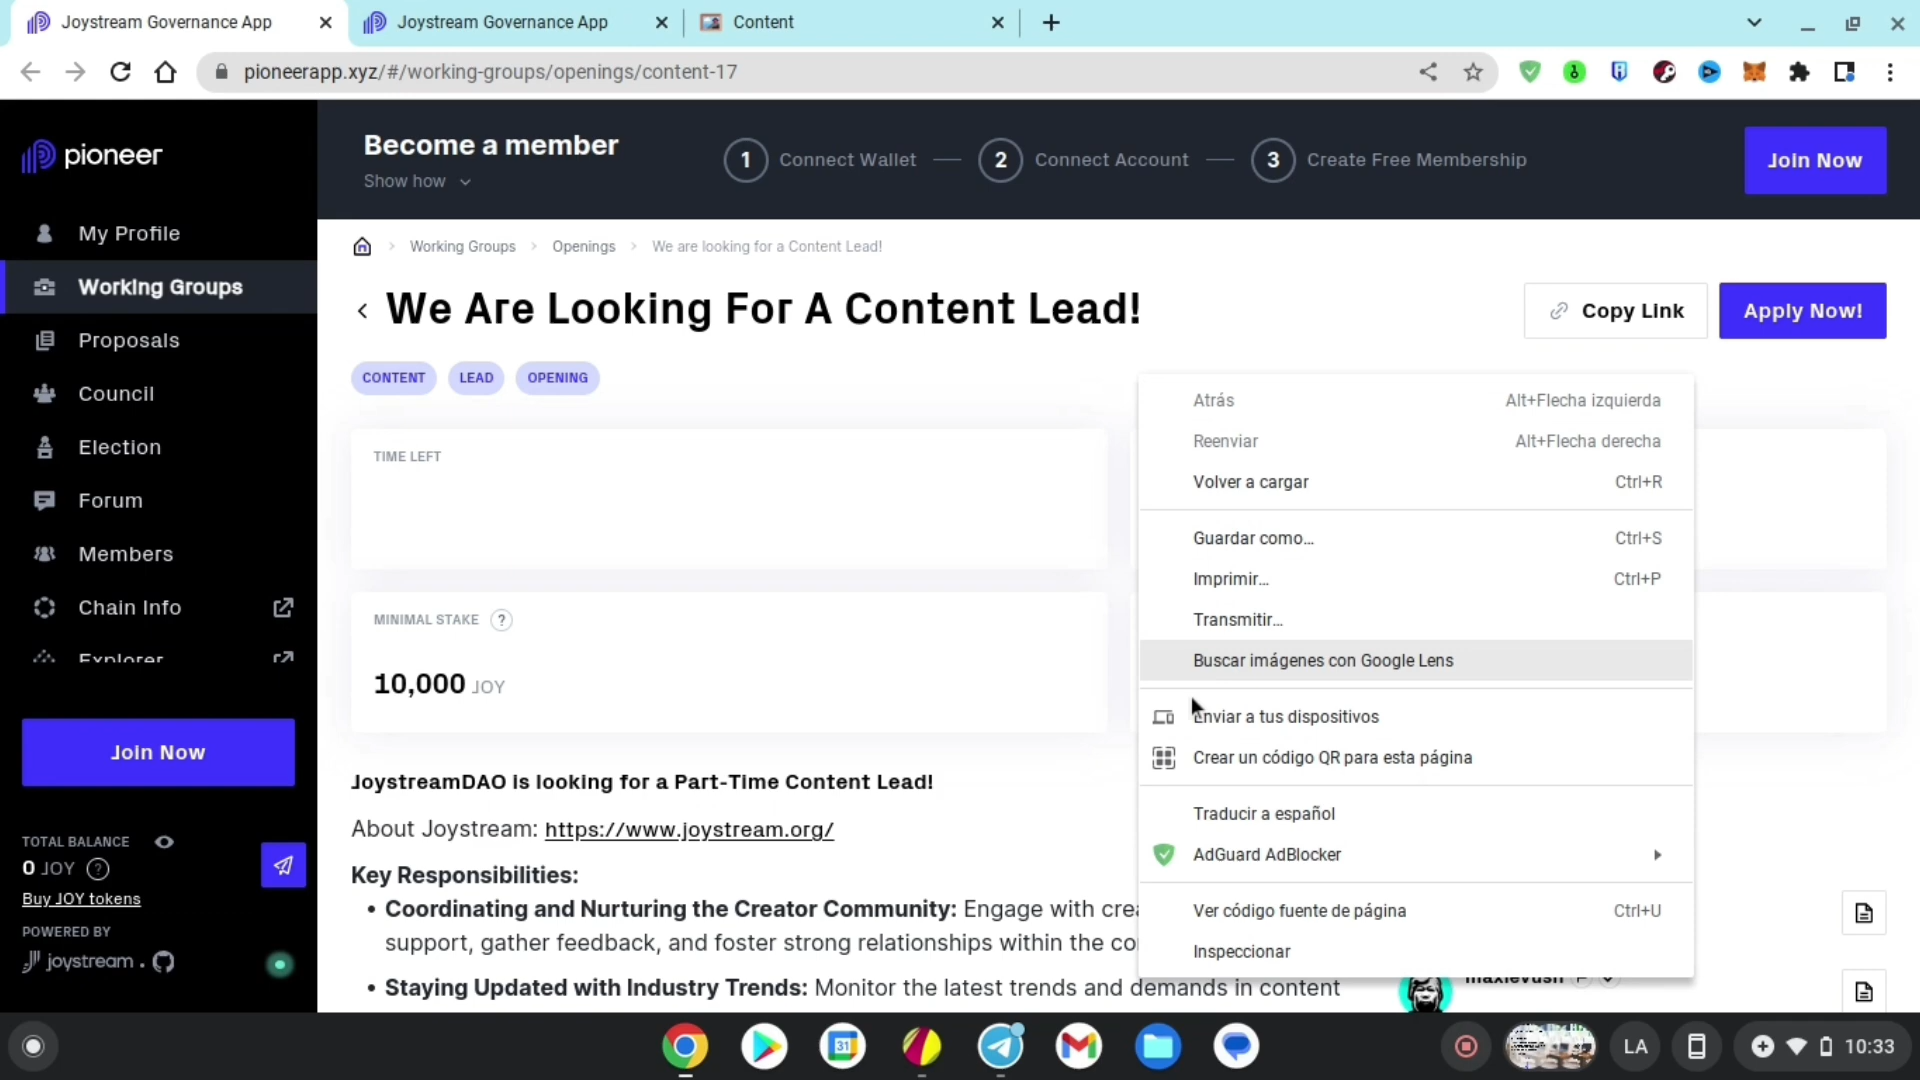 Joystream Governance App
Joystream Governance App
Content
pioneerapp.xyz/#/working-groups/openings/content-17
pioneer
Become a member
Show how
1 Connect Wallet
2 Connect Account
3 Create Free Membership
Join Now
My Profile
Working Groups
Proposals
Council
Election
Forum
Members
Chain Info
Explorer
Join Now
TOTAL BALANCE
0 JOY ?
Buy JOY tokens
POWERED BY
joystream
Working Groups
Openings
We are looking for a Content Lead!
We Are Looking For A Content Lead!
Copy Link
Apply Now!
CONTENT
LEAD
OPENING
TIME LEFT
MINIMAL STAKE ?
10,000 JOY
JoystreamDAO is looking for a Part-Time Content Lead!
About Joystream: https://www.joystream.org/
Key Responsibilities:
• Coordinating and Nurturing the Creator Community: Engage with
support, gather feedback, and foster strong relationships within the
• Staying Updated with Industry Trends: Monitor the latest trends and demands in content
Atrás Alt+Flecha izquierda
Reenviar Alt+Flecha derecha
Volver a cargar Ctrl+R
Guardar como… Ctrl+S
Imprimir… Ctrl+P
Transmitir…
Buscar imágenes con Google Lens
Enviar a tus dispositivos
Crear un código QR para esta página
Traducir a español
AdGuard AdBlocker
Ver código fuente de página Ctrl+U
Inspeccionar
31
LA
10:33